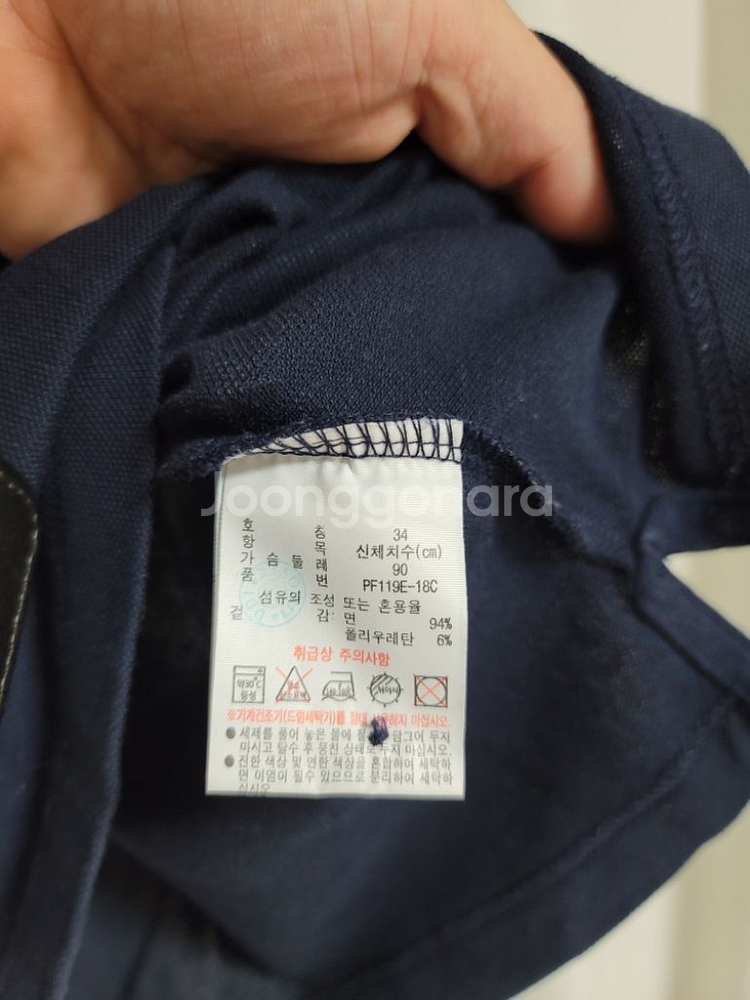 Joonggonara
호 칭 34
항 목 신체치수(cm)
가 슴 둘 레 90
품 번 PF119E-18C
섬유의 조성 또는 혼용율
겉 감: 면 94%
폴리우레탄 6%
취급상 주의사항
약30℃
중성
※기계건조기(드럼세탁기)를 절대 사용하지 마십시오.
● 세제를 풀어 놓은 물에 담그어 두지
마시고 탈수 후 뭉친 상태로 두지 마십시오.
● 진한 색상 및 연한 색상을 혼합하여 세탁하
면 이염이 될수 있으므로 분리하여 세탁하
십시오